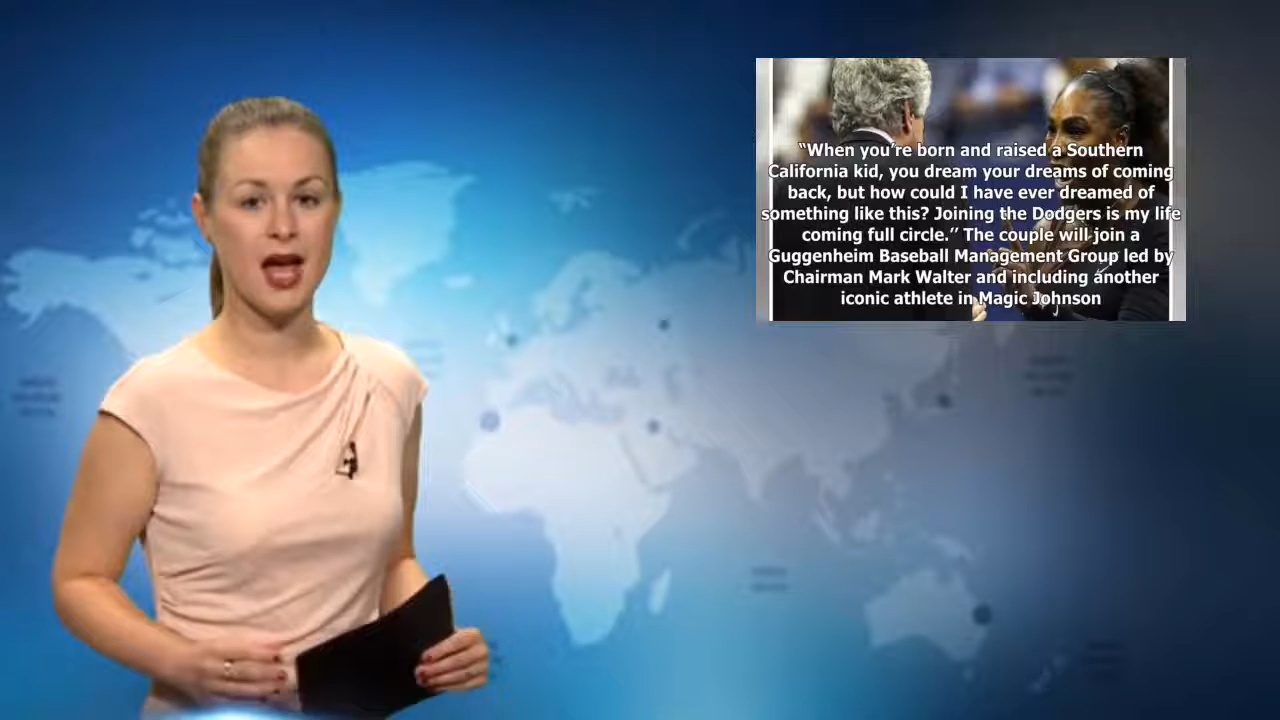 “When you’re born and raised a Southern
California kid, you dream your dreams of coming
back, but how could I have ever dreamed of
something like this? Joining the Dodgers is my life
coming full circle.’’ The couple will join a
Guggenheim Baseball Management Group led by
Chairman Mark Walter and including another
iconic athlete in Magic Johnson